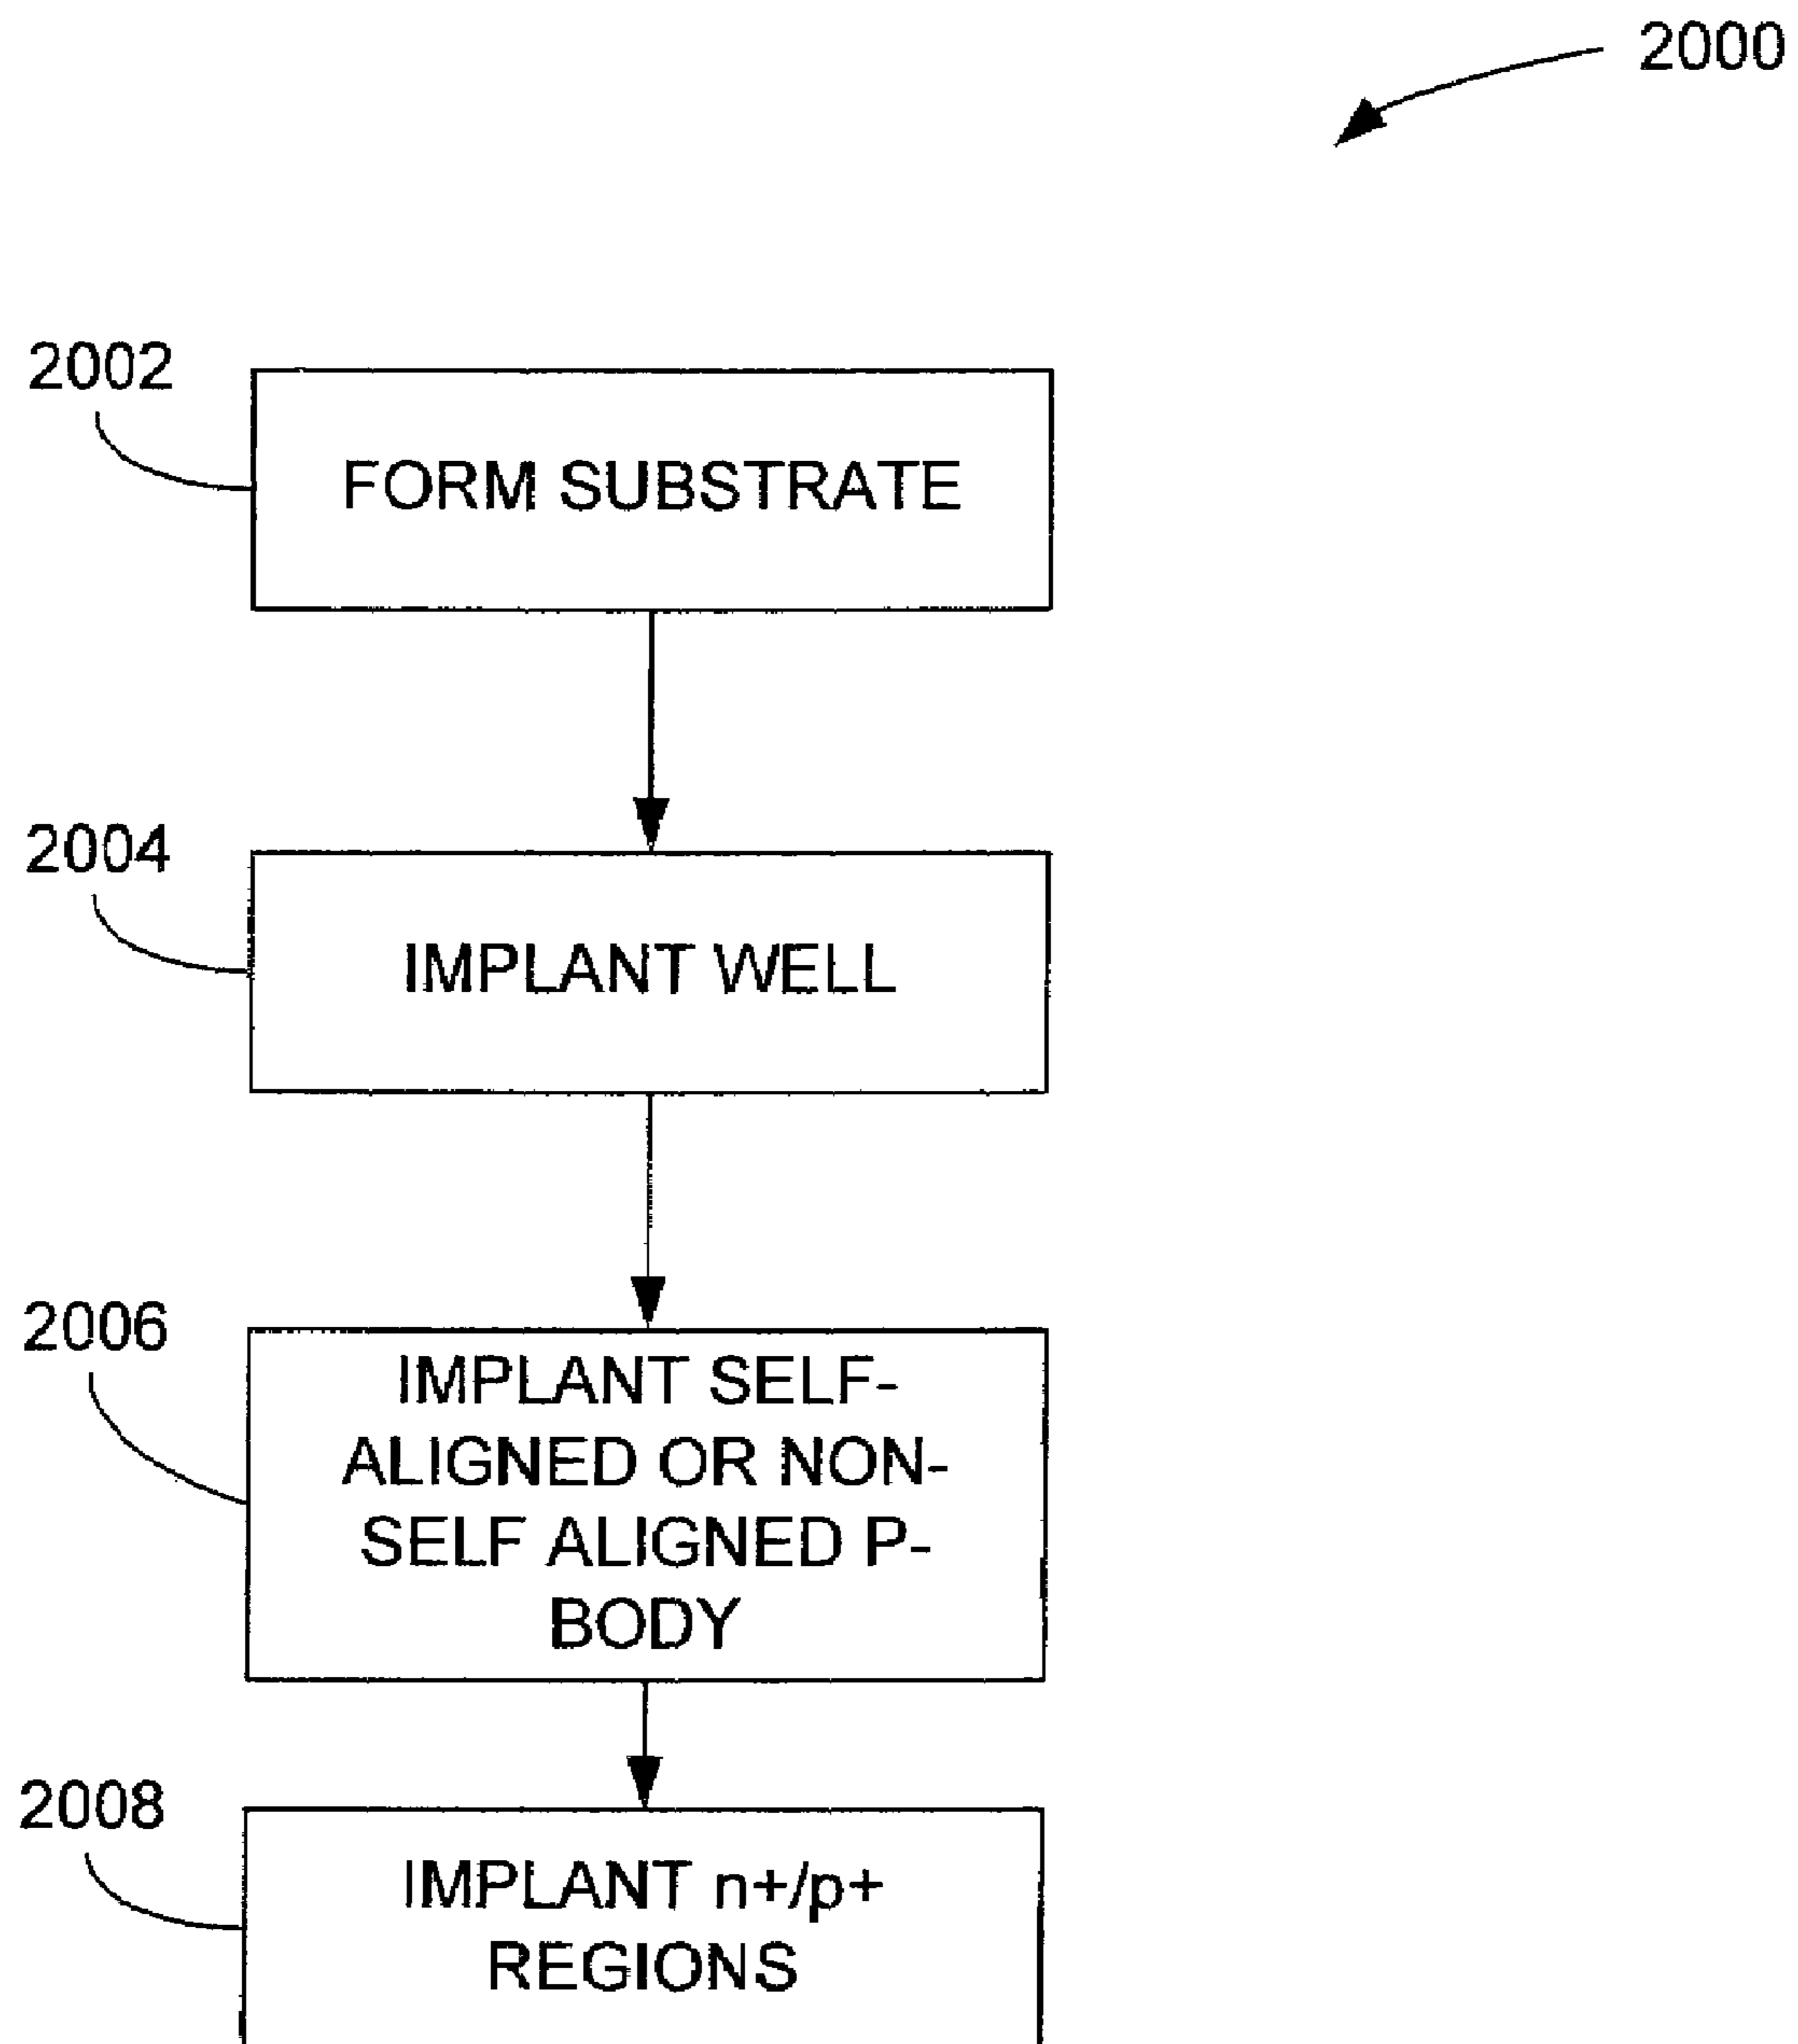 2000
2002
FORM SUBSTRATE
2004
IMPLANT WELL
2006
IMPLANT SELF-
ALIGNED OR NON-
SELF ALIGNED P-
BODY
2008
IMPLANT n+/p+
REGIONS